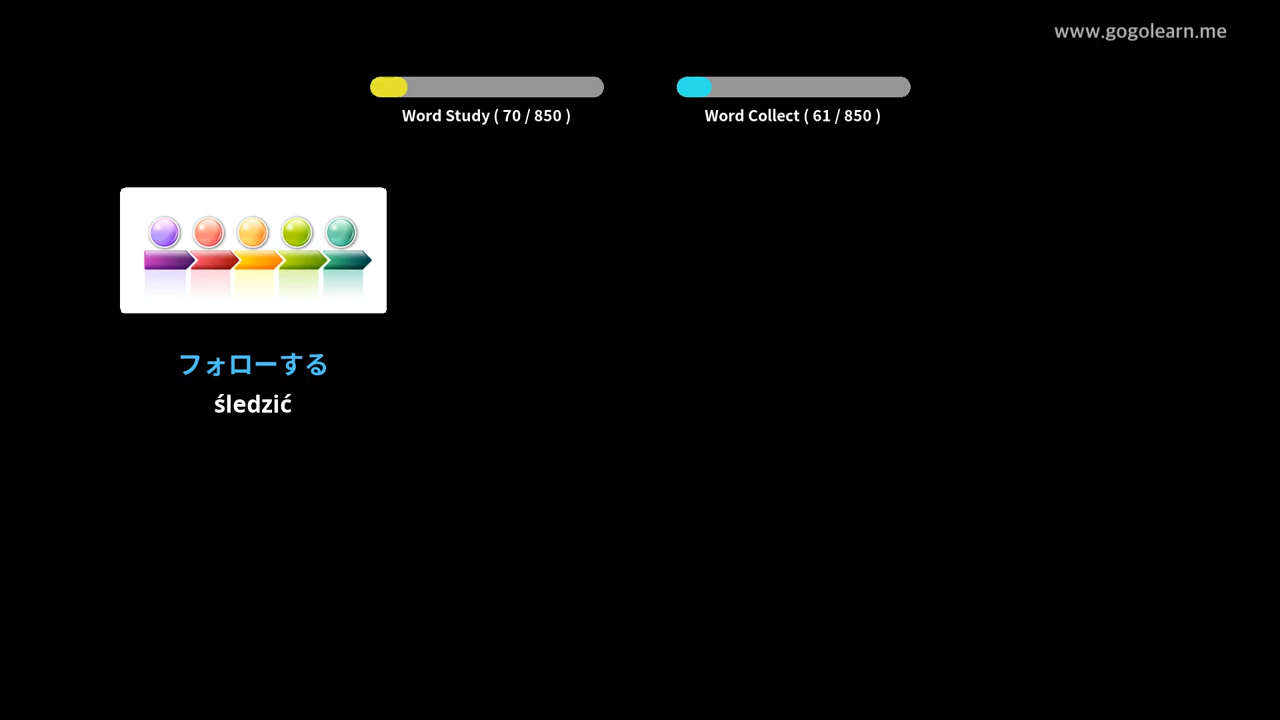 www.gogolearn.me
Word Study ( 70 / 850 )
Word Collect ( 61 / 850 )
フォローする
śledzić